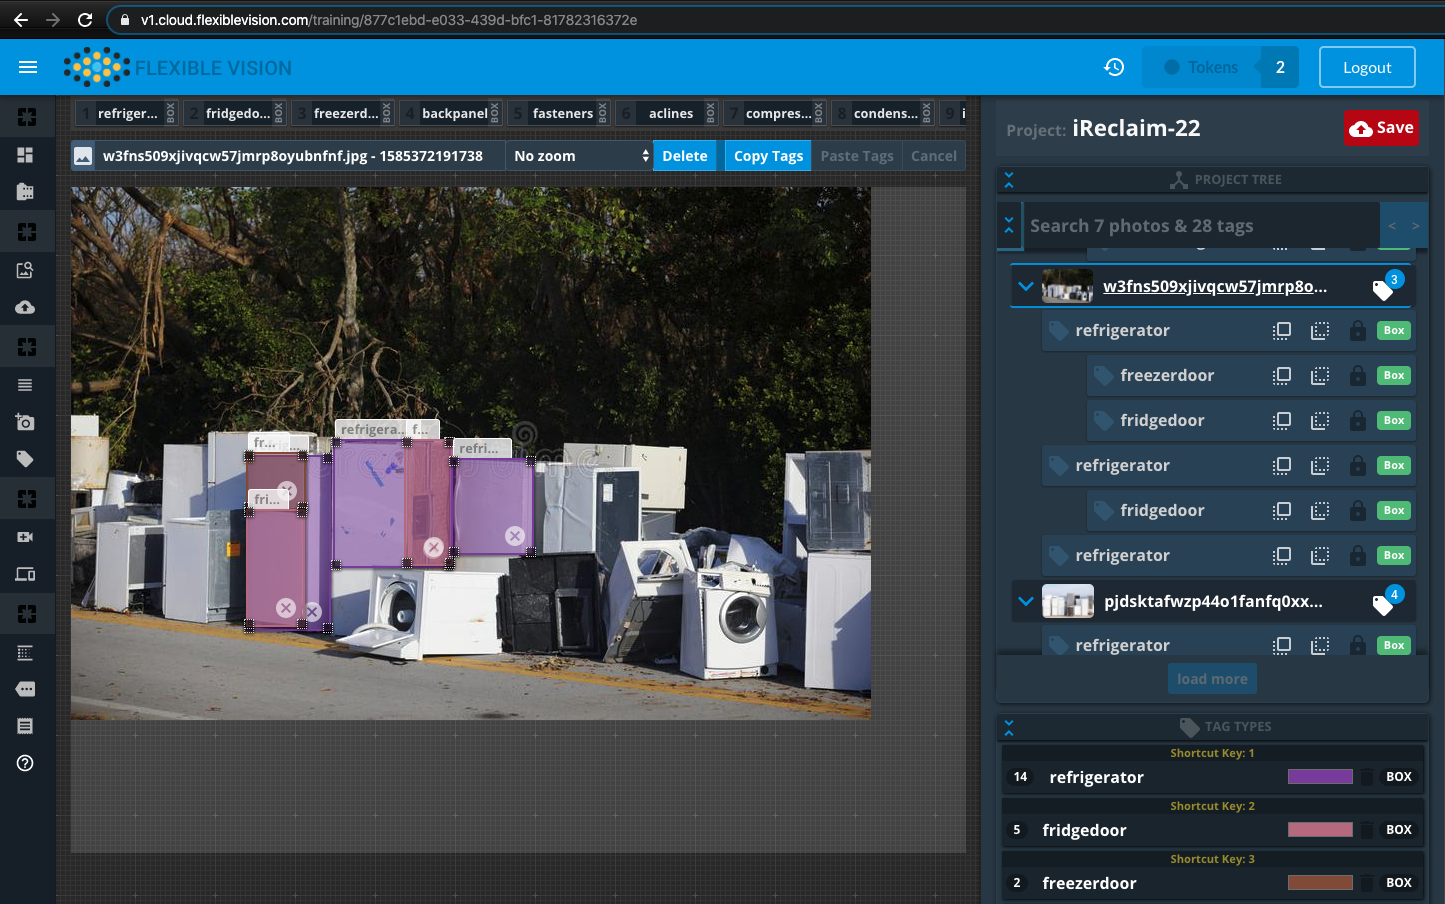 v1.cloud.flexiblevision.com/training/877c1ebd-e033-439d-bfc1-81782316372e
FLEXIBLE VISION
Tokens 2
Logout
1 refriger... BOX 2 fridgedo... BOX 3 freezerd... BOX 4 backpanel BOX 5 fasteners BOX 6 aclines BOX 7 compres... BOX 8 condens... BOX 9 i
w3fns509xjivqcw57jmrp8oyubnfnf.jpg - 1585372191738 No zoom Delete Copy Tags Paste Tags Cancel
refrigera... f...
fr...
refri...
fri...
Project: iReclaim-22 Save
PROJECT TREE
Search 7 photos & 28 tags < >
w3fns509xjivqcw57jmrp8o... 3
refrigerator Box
freezerdoor Box
fridgedoor Box
refrigerator Box
fridgedoor Box
refrigerator Box
pjdsktafwzp44o1fanfq0xx... 4
refrigerator Box
load more
TAG TYPES
Shortcut Key: 1
14 refrigerator BOX
Shortcut Key: 2
5 fridgedoor BOX
Shortcut Key: 3
2 freezerdoor BOX